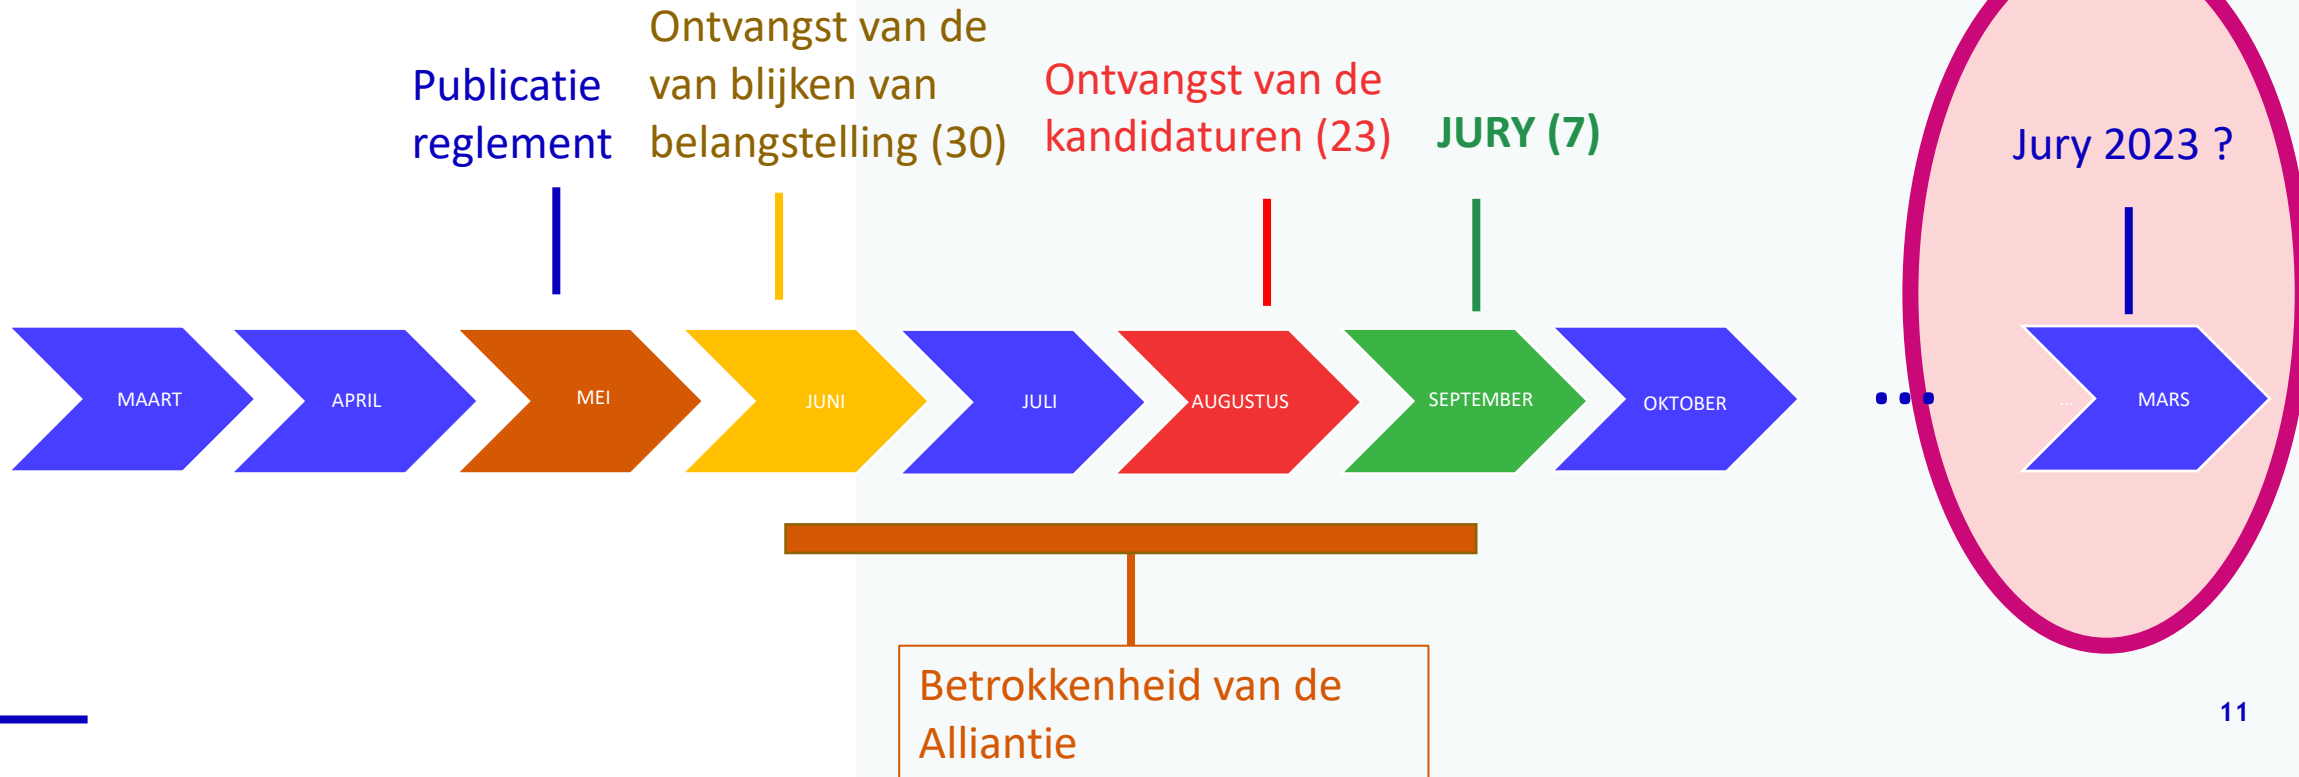 Publicatie
reglement
Ontvangst van de
van blijken van
belangstelling (30)
Ontvangst van de
kandidaturen (23)
JURY (7)
Jury 2023 ?
MAART
APRIL
MEI
JUNI
JULI
AUGUSTUS
SEPTEMBER
OKTOBER
...
...
MARS
Betrokkenheid van de
Alliantie
11